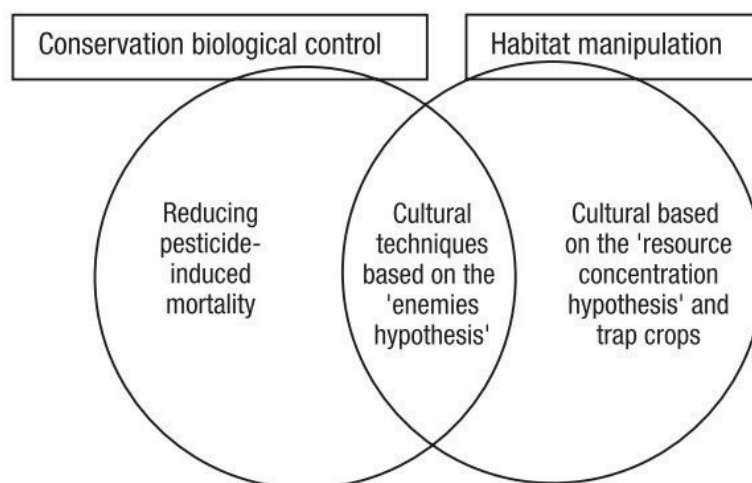 Conservation biological control
Habitat manipulation
Reducing
pesticide-
induced
mortality
Cultural
techniques
based on the
'enemies
hypothesis'
Cultural based
on the 'resource
concentration
hypothesis' and
trap crops